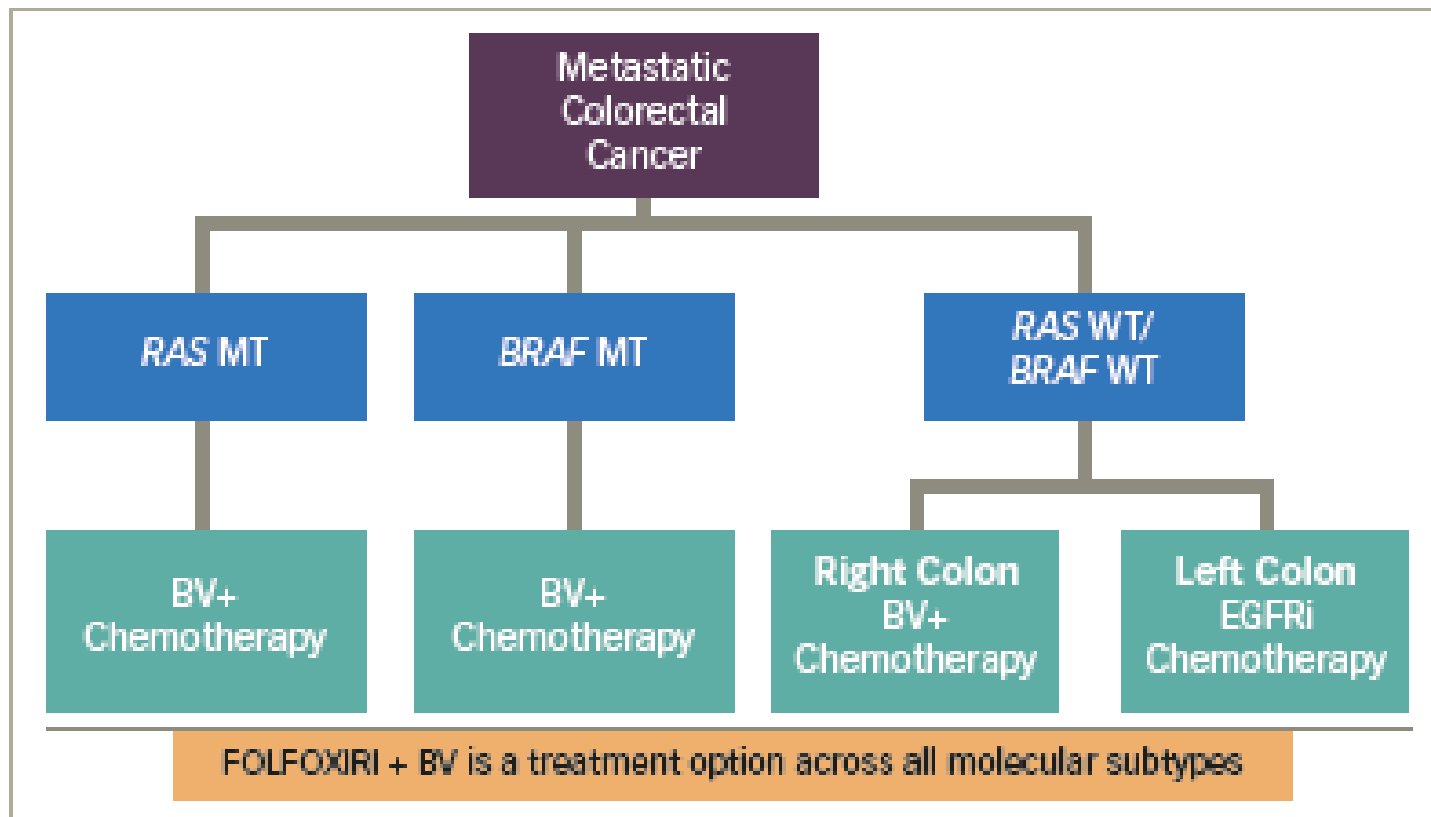 Metastatic
Colorectal
Cancer
RAS MT
BRAF MT
RAS WT/
BRAF WT
BV+
Chemotherapy
BV+
Chemotherapy
Right Colon
BV+
Chemotherapy
Left Colon
EGFRi
Chemotherapy
FOLFOXIRI + BV is a treatment option across all molecular subtypes